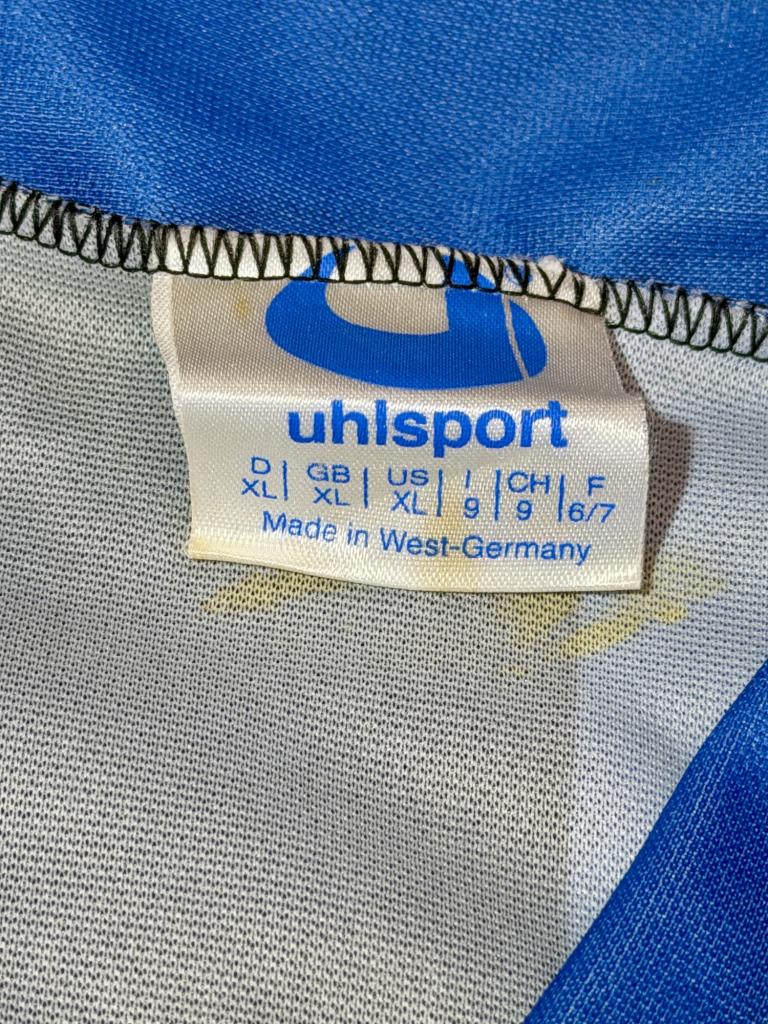 uhlsport
D | GB | US | I | CH | F
XL | XL | XL | 9 | 9 | 6/7
Made in West-Germany